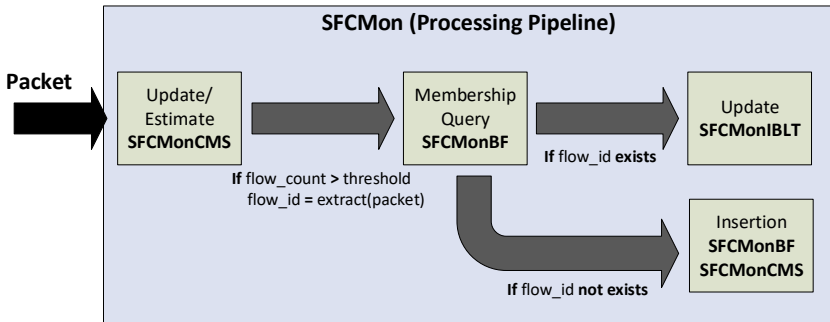 SFCMon (Processing Pipeline)
Packet
Update/
Estimate
SFCMonCMS
Membership
Query
SFCMonBF
Update
SFCMonIBLT
If flow_count > threshold
flow_id = extract(packet)
If flow_id exists
Insertion
SFCMonBF
SFCMonCMS
If flow_id not exists